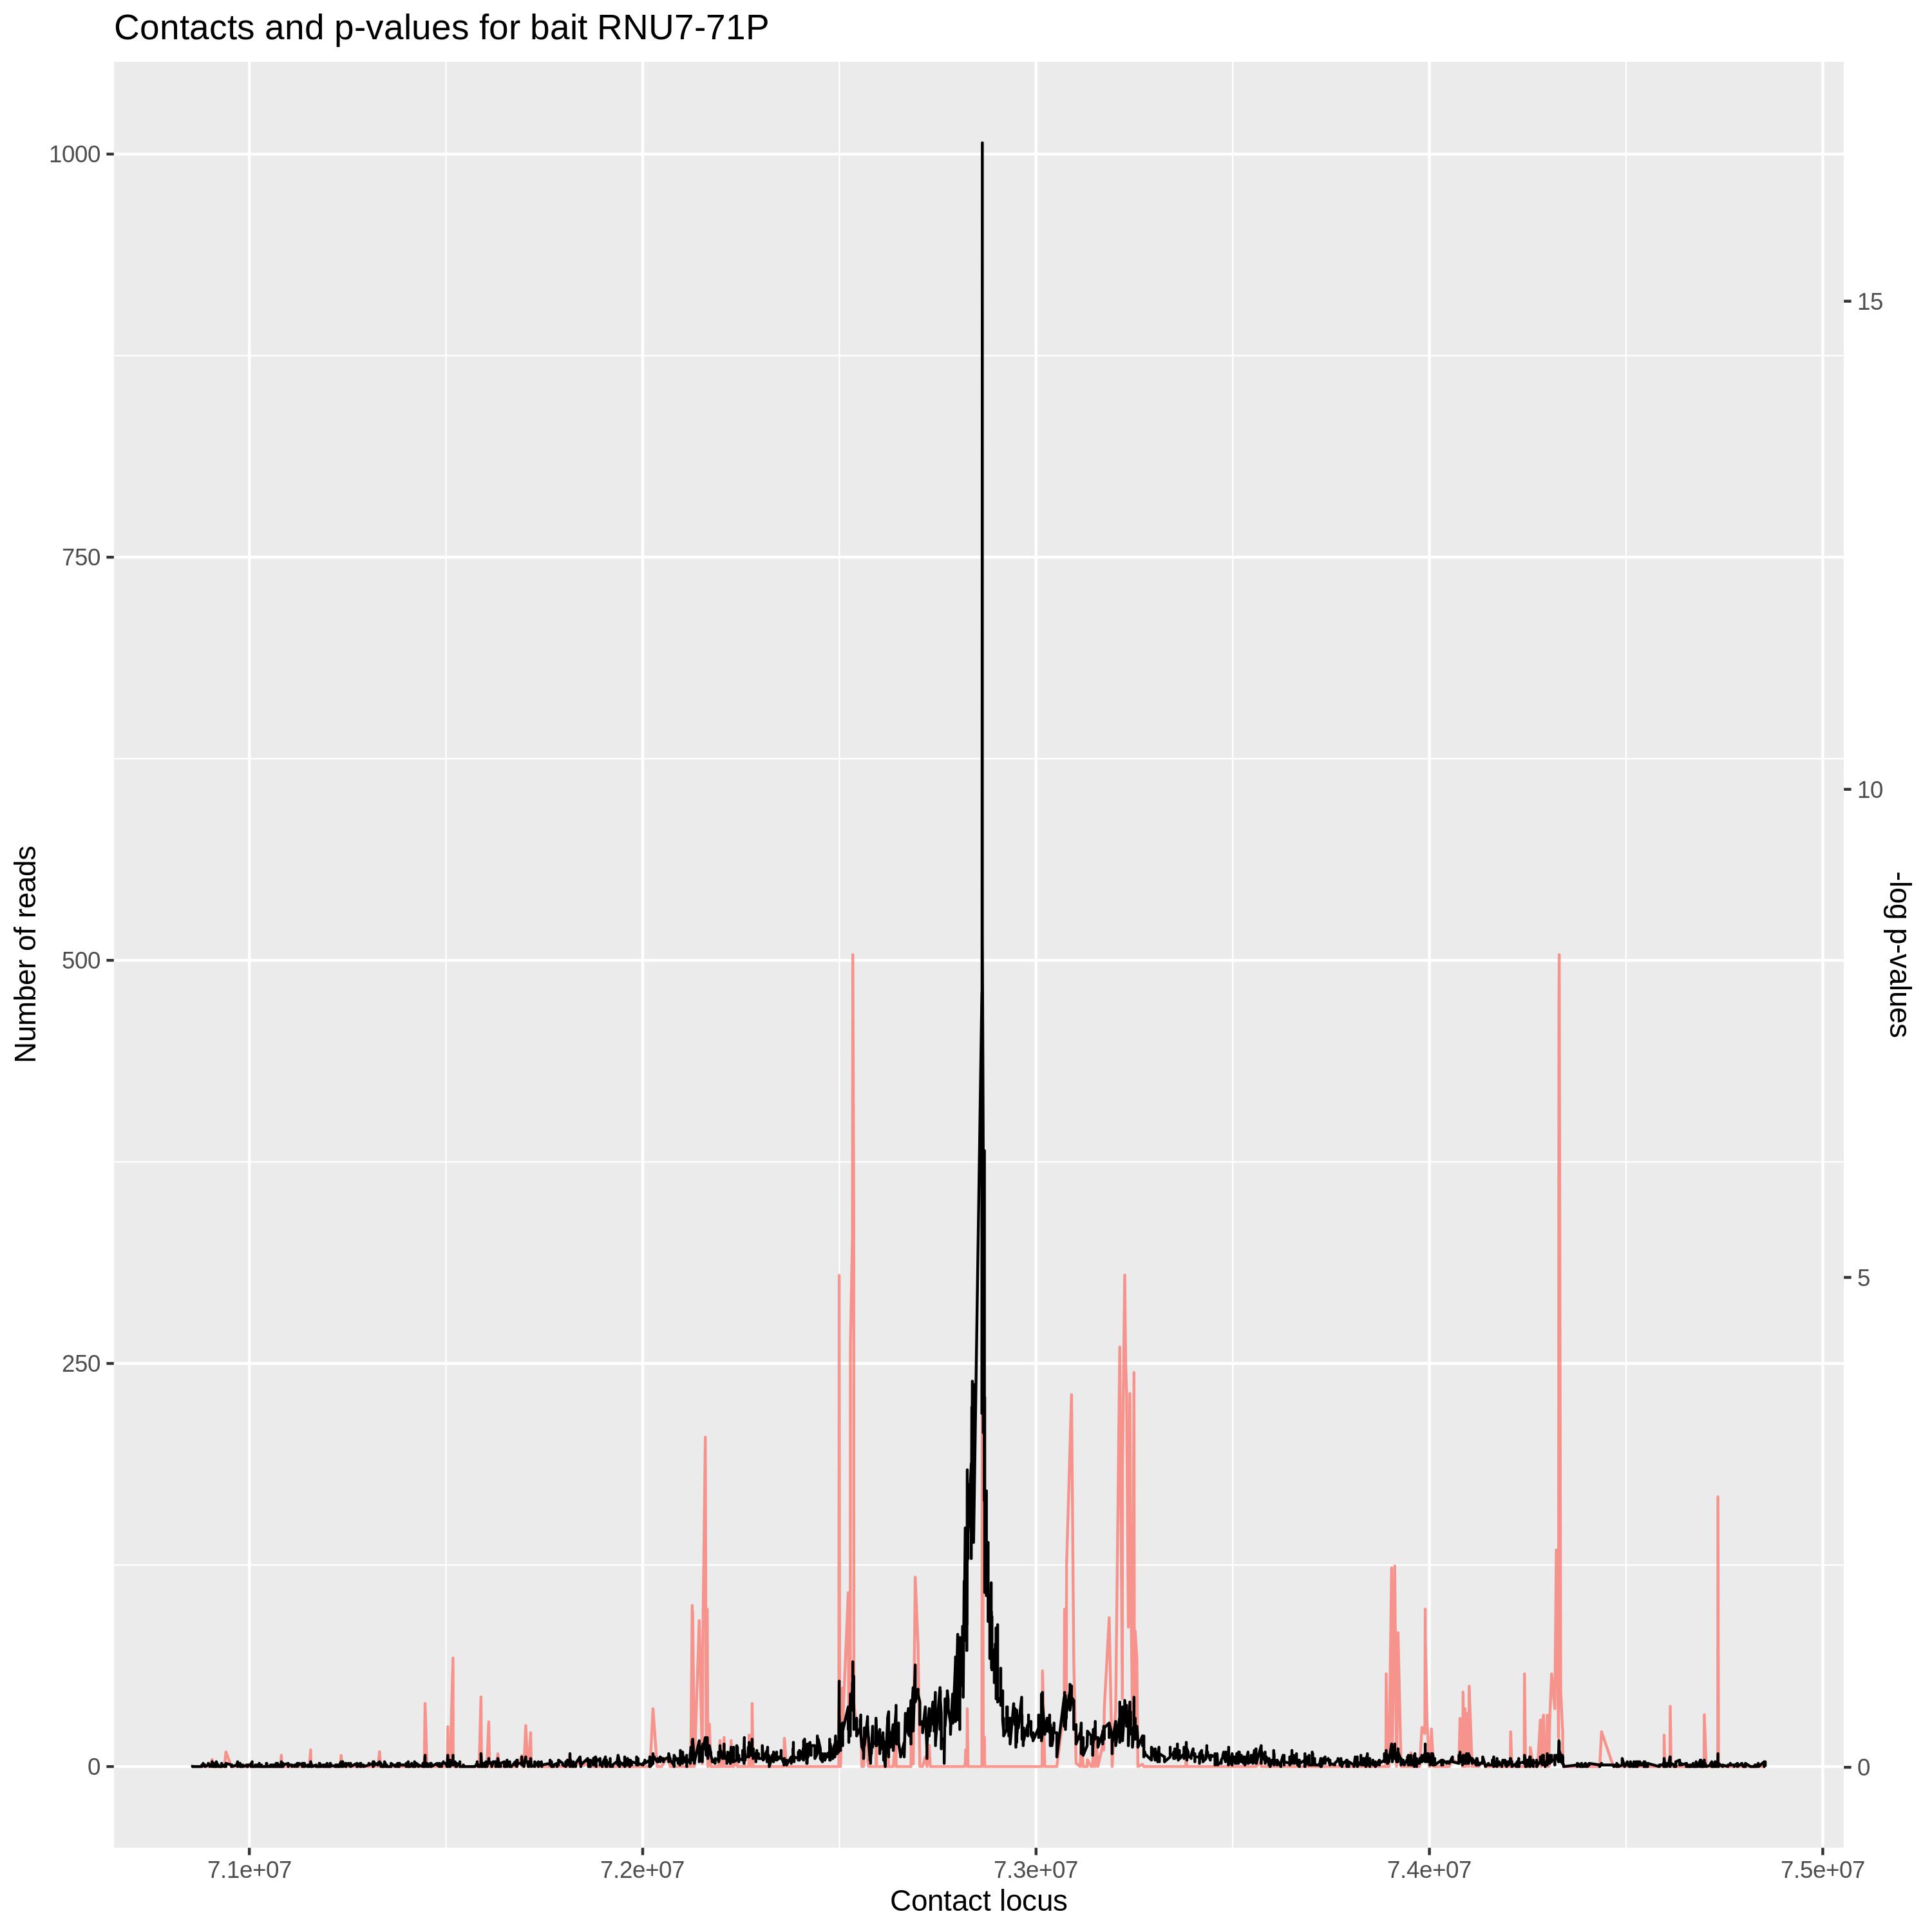 Contacts and p-values for bait RNU7-71P
1000
750
500
250
0
Number of reads
15
10
5
0
-log p-values
7.1e+07
7.2e+07
7.3e+07
7.4e+07
7.5e+07
Contact locus